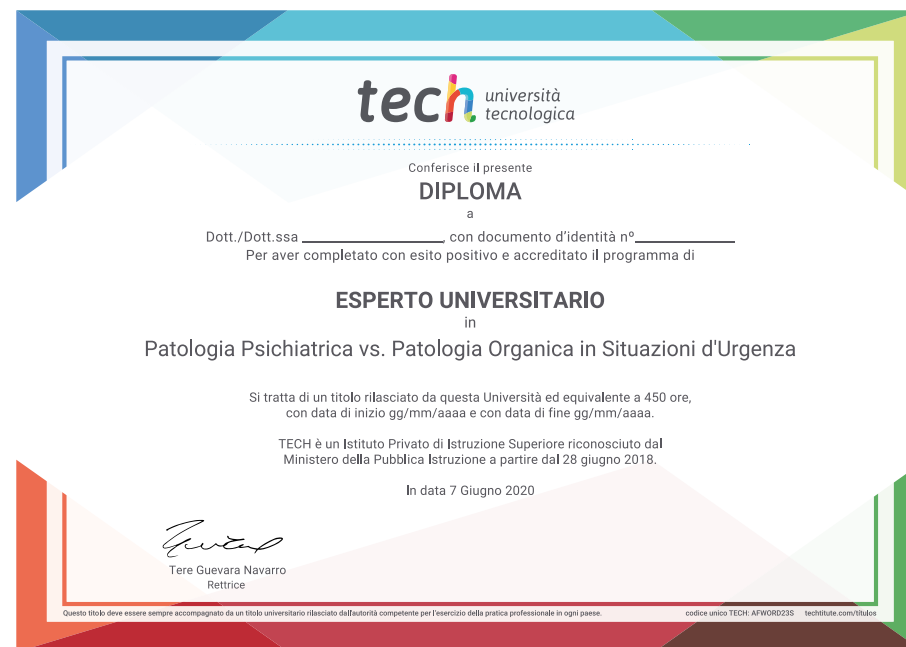 tech università
tecnologica
Conferisce il presente
DIPLOMA
a
Dott./Dott.ssa ______________, con documento d'identità nº__________
Per aver completato con esito positivo e accreditato il programma di
ESPERTO UNIVERSITARIO
in
Patologia Psichiatrica vs. Patologia Organica in Situazioni d'Urgenza
Si tratta di un titolo rilasciato da questa Università ed equivalente a 450 ore,
con data di inizio gg/mm/aaaa e con data di fine gg/mm/aaaa.
TECH è un Istituto Privato di Istruzione Superiore riconosciuto dal
Ministero della Pubblica Istruzione a partire dal 28 giugno 2018.
In data 7 Giugno 2020
Tere Guevara Navarro
Rettrice
Questo titolo deve essere sempre accompagnato da un titolo universitario rilasciato dall'autorità competente per l'esercizio della pratica professionale in ogni paese. codice unico TECH: AFWORD23S techtitute.com/títulos